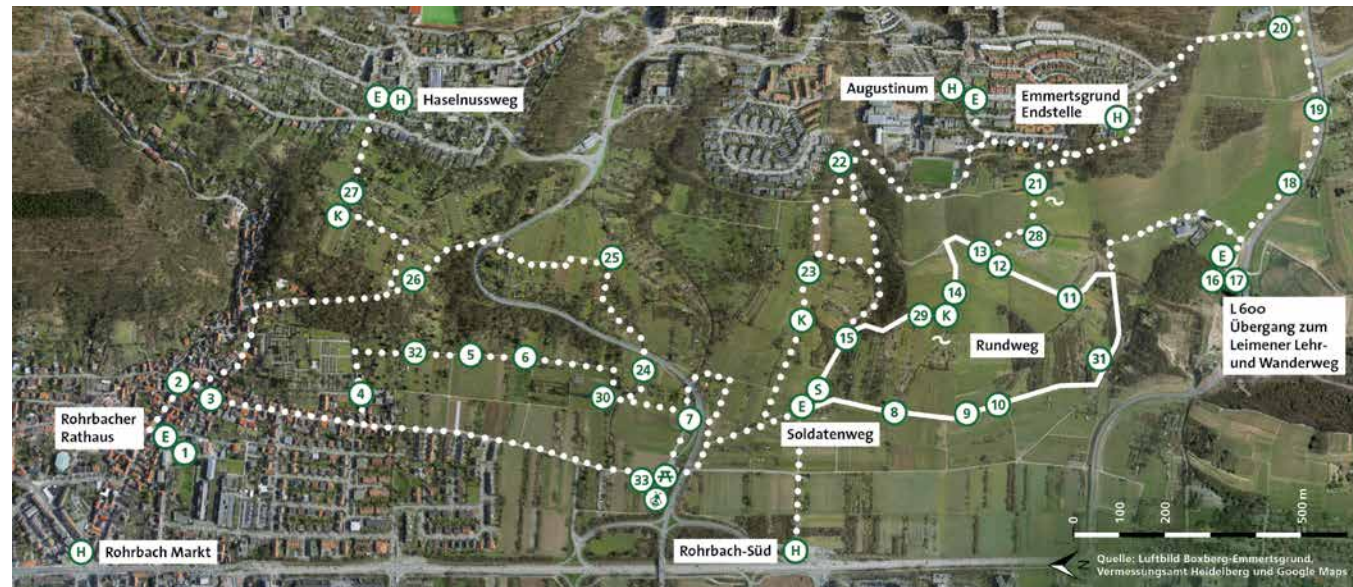 20
E
H
Haselnussweg
Augustinum
H
E
Emmertsgrund
Endstelle
H
19
22
27
K
21
18
28
13
12
E
16
17
25
26
23
14
11
L 600
Übergang zum
Leimener Lehr-
und Wanderweg
K
29
K
15
Rundweg
32
5
6
24
31
2
3
4
30
S
E
8
9
10
7
Rohrbacher
Rathaus
E
1
Soldatenweg
33
0
100
200
500 m
H
Rohrbach Markt
Rohrbach-Süd
H
N
Quelle: Luftbild Boxberg-Emmertsgrund,
Vermessungsamt Heidelberg und Google Maps